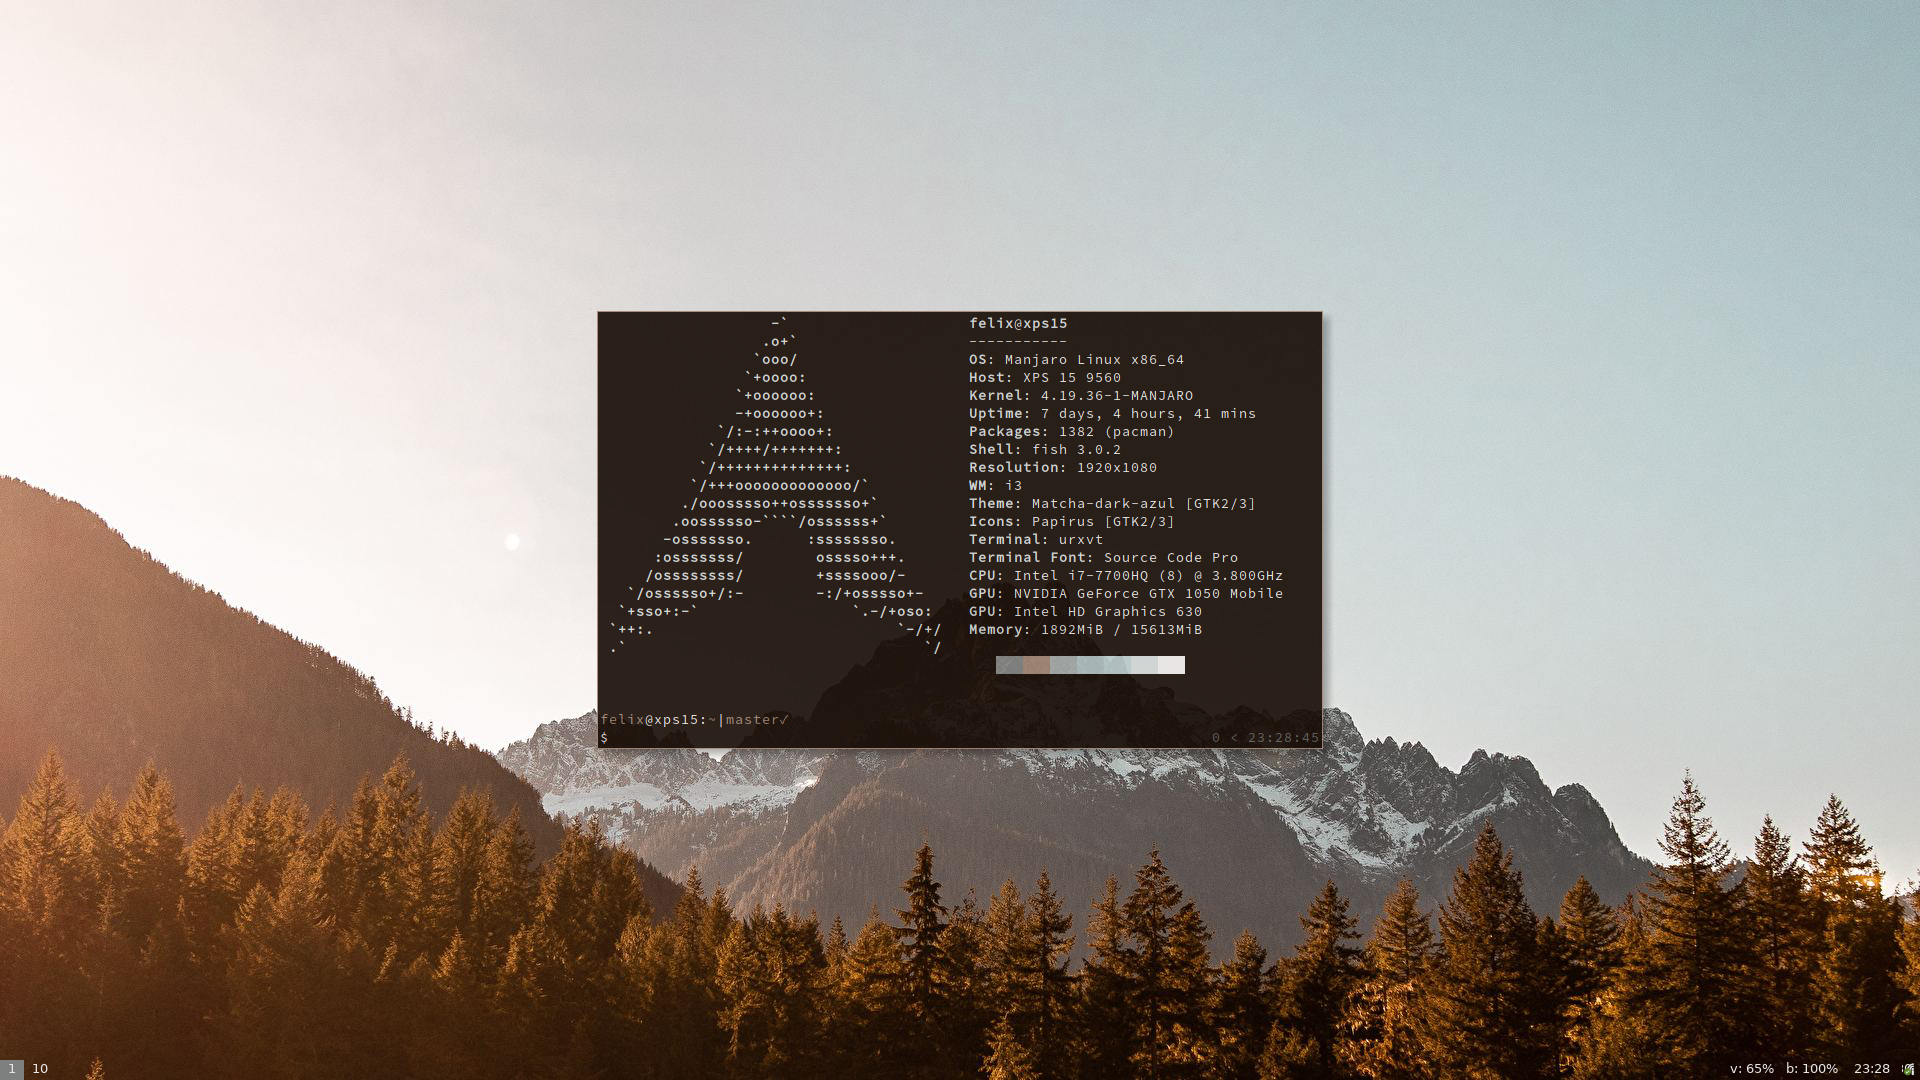 -`
                 .o+`
                `ooo/
               `+oooo:
              `+oooooo:
              -+oooooo+:
            `/:-:++oooo+:
           `/++++/+++++++:
          `/++++++++++++++:
         `/+++ooooooooooooo/`
        ./ooosssso++osssssso+`
       .oossssso-````/ossssss+`
      -osssssso.      :ssssssso.
     :osssssss/        osssso+++.
    /ossssssss/        +ssssooo/-
  `/ossssso+/:-        -:/+osssso+-
 `+sso+:-`                 `.-/+oso:
`++:.                           `-/+/
.`                                 `/
felix@xps15
-----------
OS: Manjaro Linux x86_64
Host: XPS 15 9560
Kernel: 4.19.36-1-MANJARO
Uptime: 7 days, 4 hours, 41 mins
Packages: 1382 (pacman)
Shell: fish 3.0.2
Resolution: 1920x1080
WM: i3
Theme: Matcha-dark-azul [GTK2/3]
Icons: Papirus [GTK2/3]
Terminal: urxvt
Terminal Font: Source Code Pro
CPU: Intel i7-7700HQ (8) @ 3.800GHz
GPU: NVIDIA GeForce GTX 1050 Mobile
GPU: Intel HD Graphics 630
Memory: 1892MiB / 15613MiB
felix@xps15:~|master✓
$ 0 < 23:28:45
1 10 v: 65% b: 100% 23:28